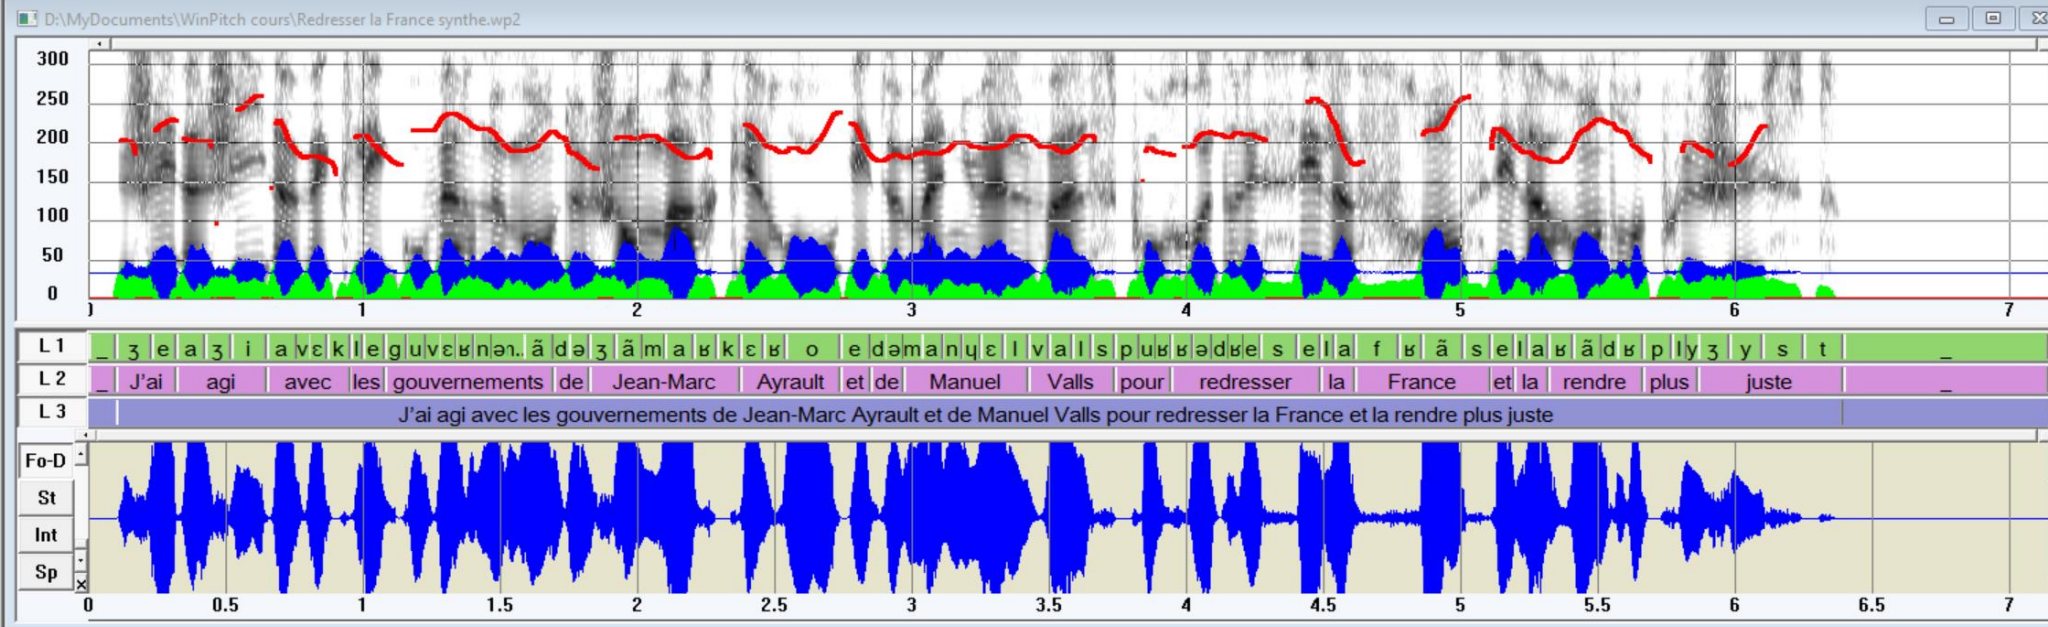 D:\MyDocuments\WinPitch cours\Redresser la France synthe.wp2
300
250
200
150
100
50
0
1 2 3 4 5 6 7
L 1 _ ʒ e a ʒ i a v ɛ k l e g u v ɛ ʁ n ə ã d ə ʒ ã m a ʁ k ɛ ʁ o e d ə m a n ɥ ɛ l v a l s p u ʁ ʁ ə d ʁ e s e l a f ʁ ã s e l a ʁ ã d ʁ p l y ʒ y s t _
L 2 _ J'ai agi avec les gouvernements de Jean-Marc Ayrault et de Manuel Valls pour redresser la France et la rendre plus juste _
L 3 J'ai agi avec les gouvernements de Jean-Marc Ayrault et de Manuel Valls pour redresser la France et la rendre plus juste
Fo-D
St
Int
Sp
0 0.5 1 1.5 2 2.5 3 3.5 4 4.5 5 5.5 6 6.5 7